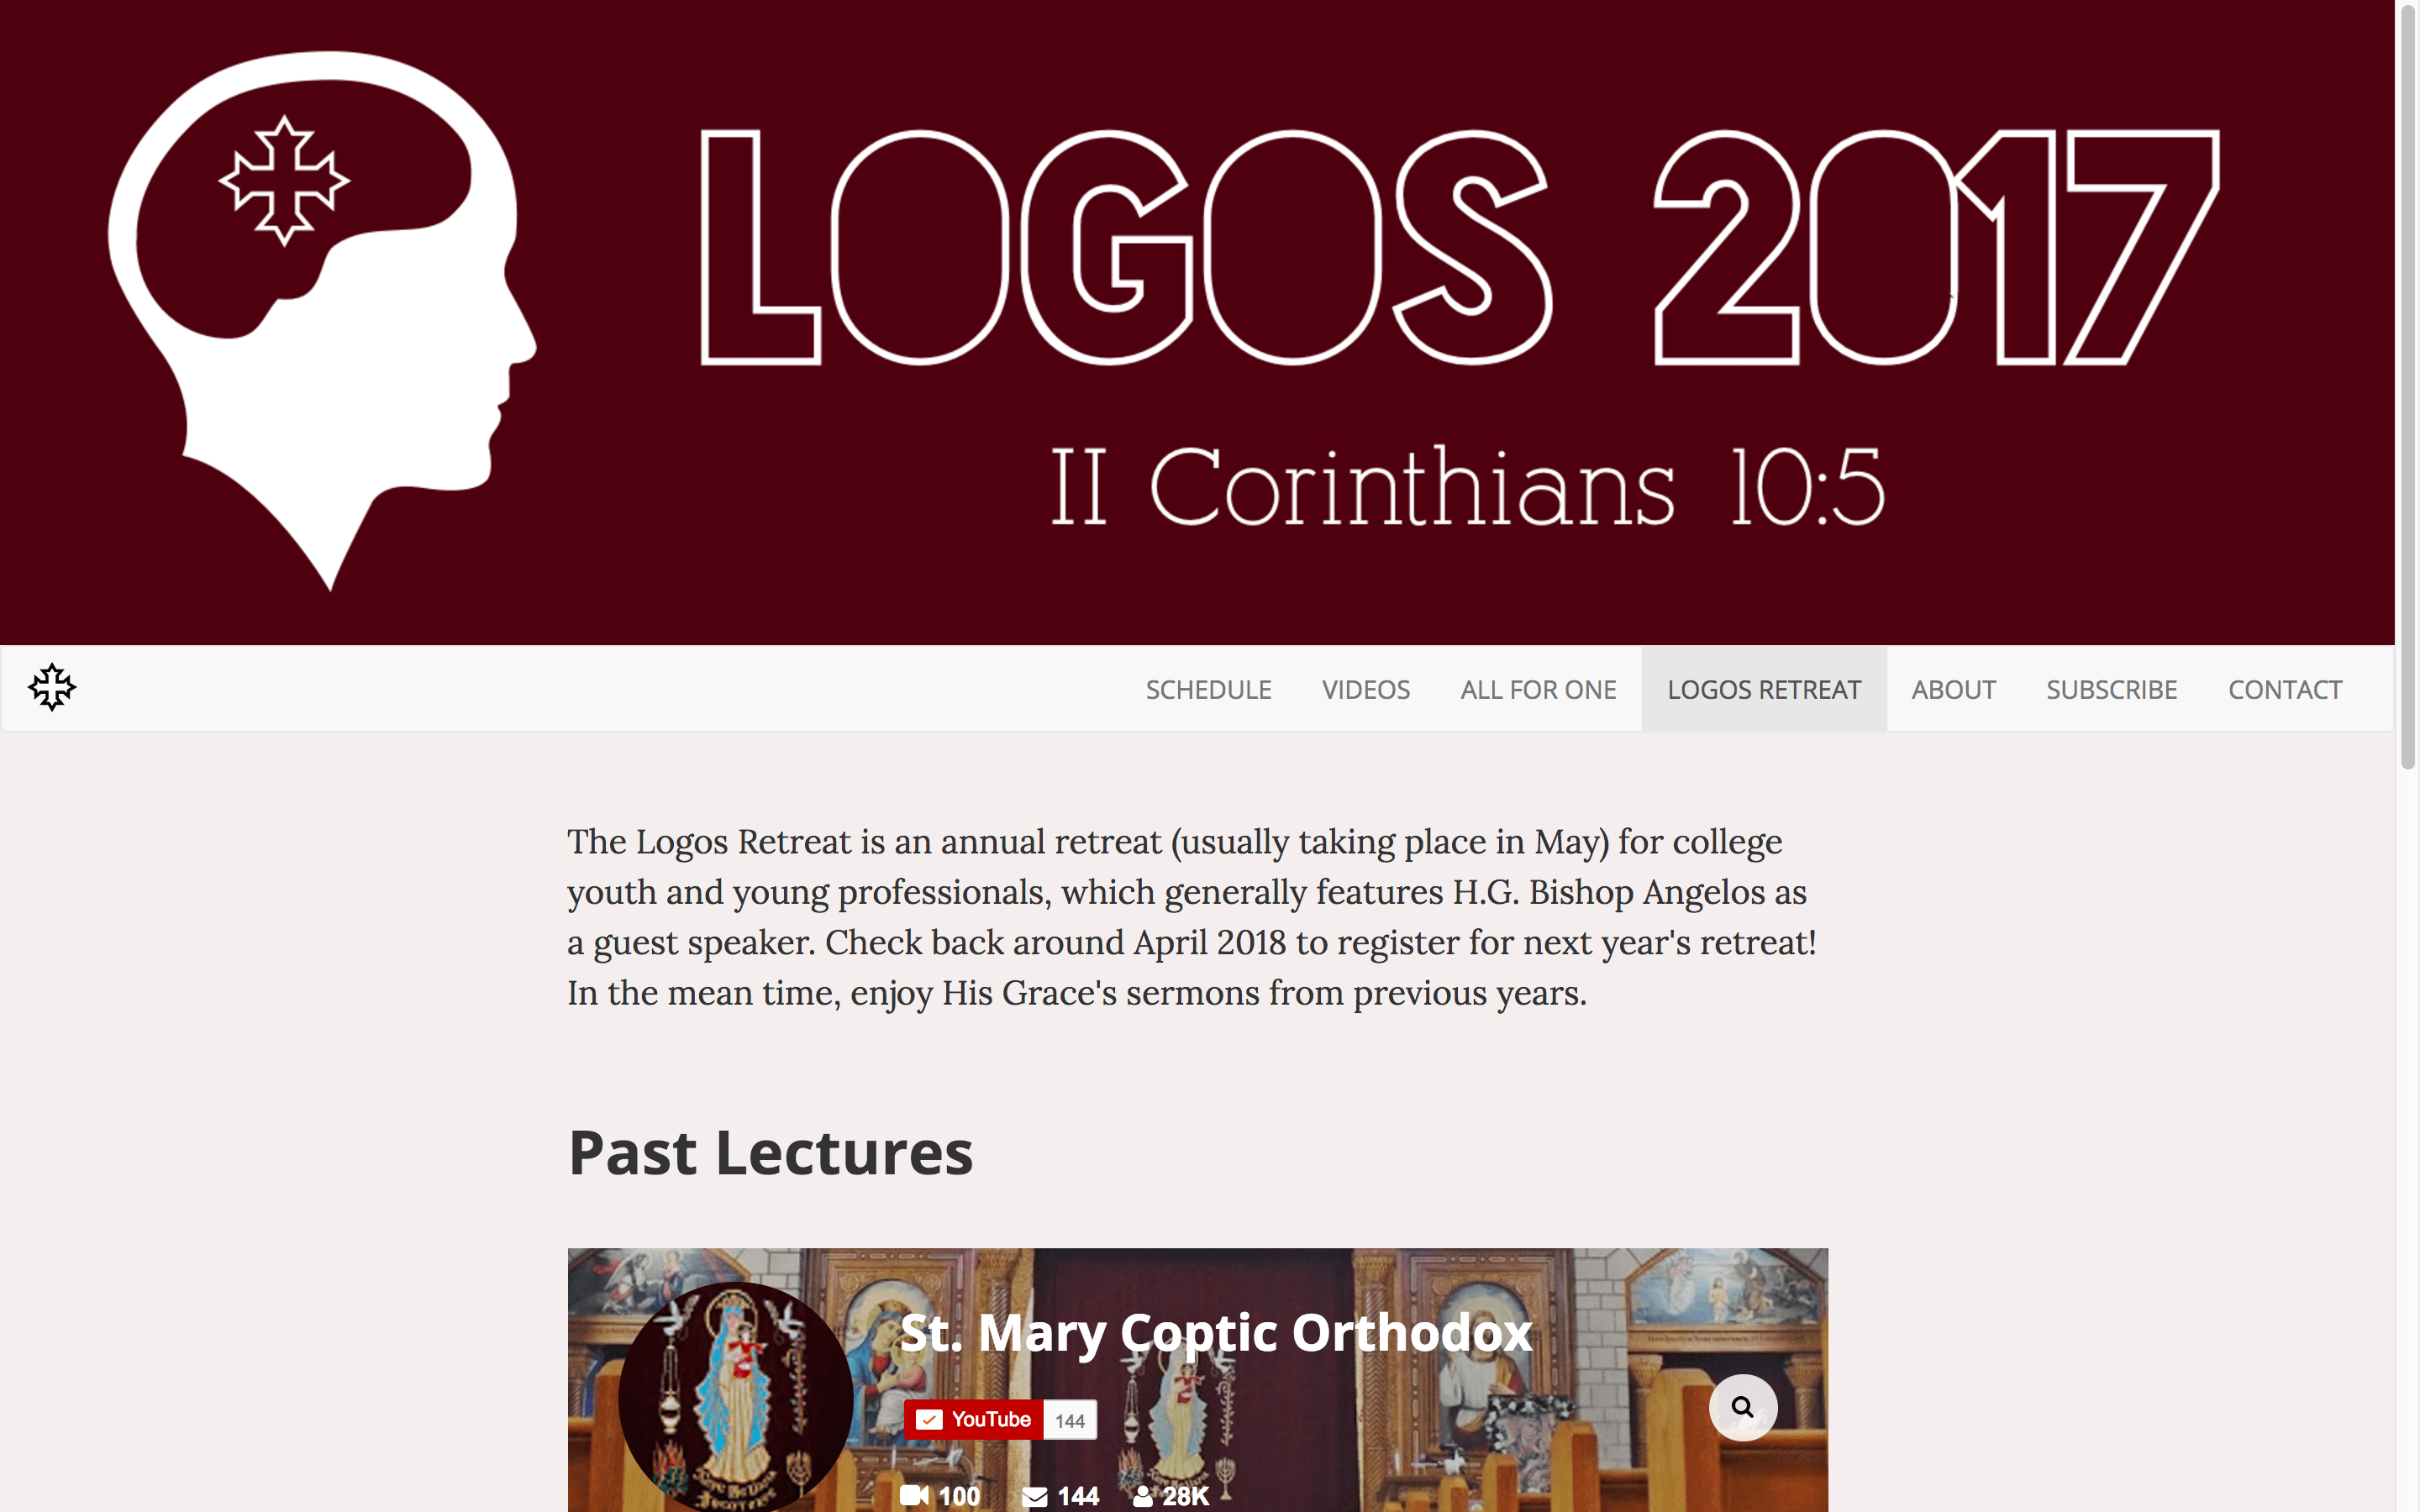 LOGOS 2017
II Corinthians 10:5
SCHEDULE VIDEOS ALL FOR ONE LOGOS RETREAT ABOUT SUBSCRIBE CONTACT
The Logos Retreat is an annual retreat (usually taking place in May) for college
youth and young professionals, which generally features H.G. Bishop Angelos as
a guest speaker. Check back around April 2018 to register for next year's retreat!
In the mean time, enjoy His Grace's sermons from previous years.
Past Lectures
St. Mary Coptic Orthodox
YouTube 144
100 144 28K